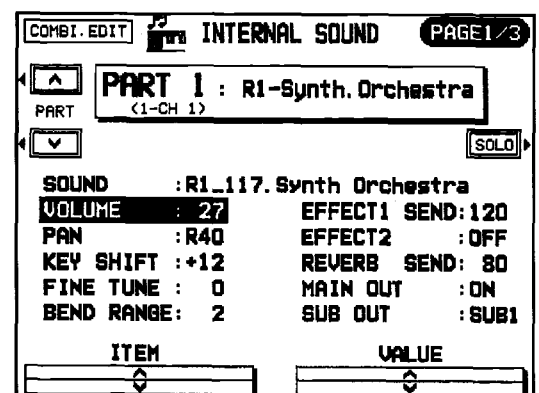 COMBI.EDIT INTERNAL SOUND PAGE1/3
PART 1 : R1-Synth.Orchestra
PART (1-CH 1)
SOLO
SOUND :R1_117.Synth Orchestra
VOLUME : 27 EFFECT1 SEND:120
PAN :R40 EFFECT2 :OFF
KEY SHIFT :+12 REVERB SEND: 80
FINE TUNE : 0 MAIN OUT :ON
BEND RANGE: 2 SUB OUT :SUB1
ITEM VALUE